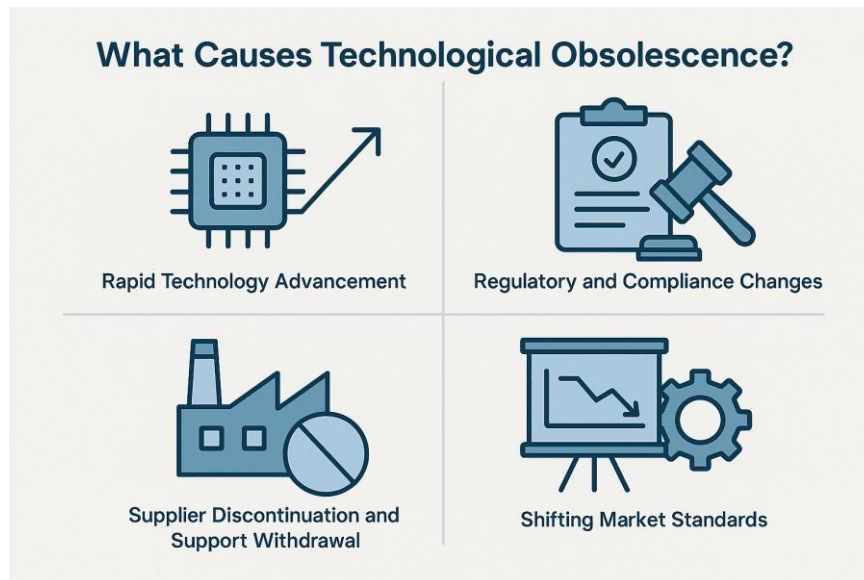 What Causes Technological Obsolescence?
Rapid Technology Advancement
Regulatory and Compliance Changes
Supplier Discontinuation and
Support Withdrawal
Shifting Market Standards